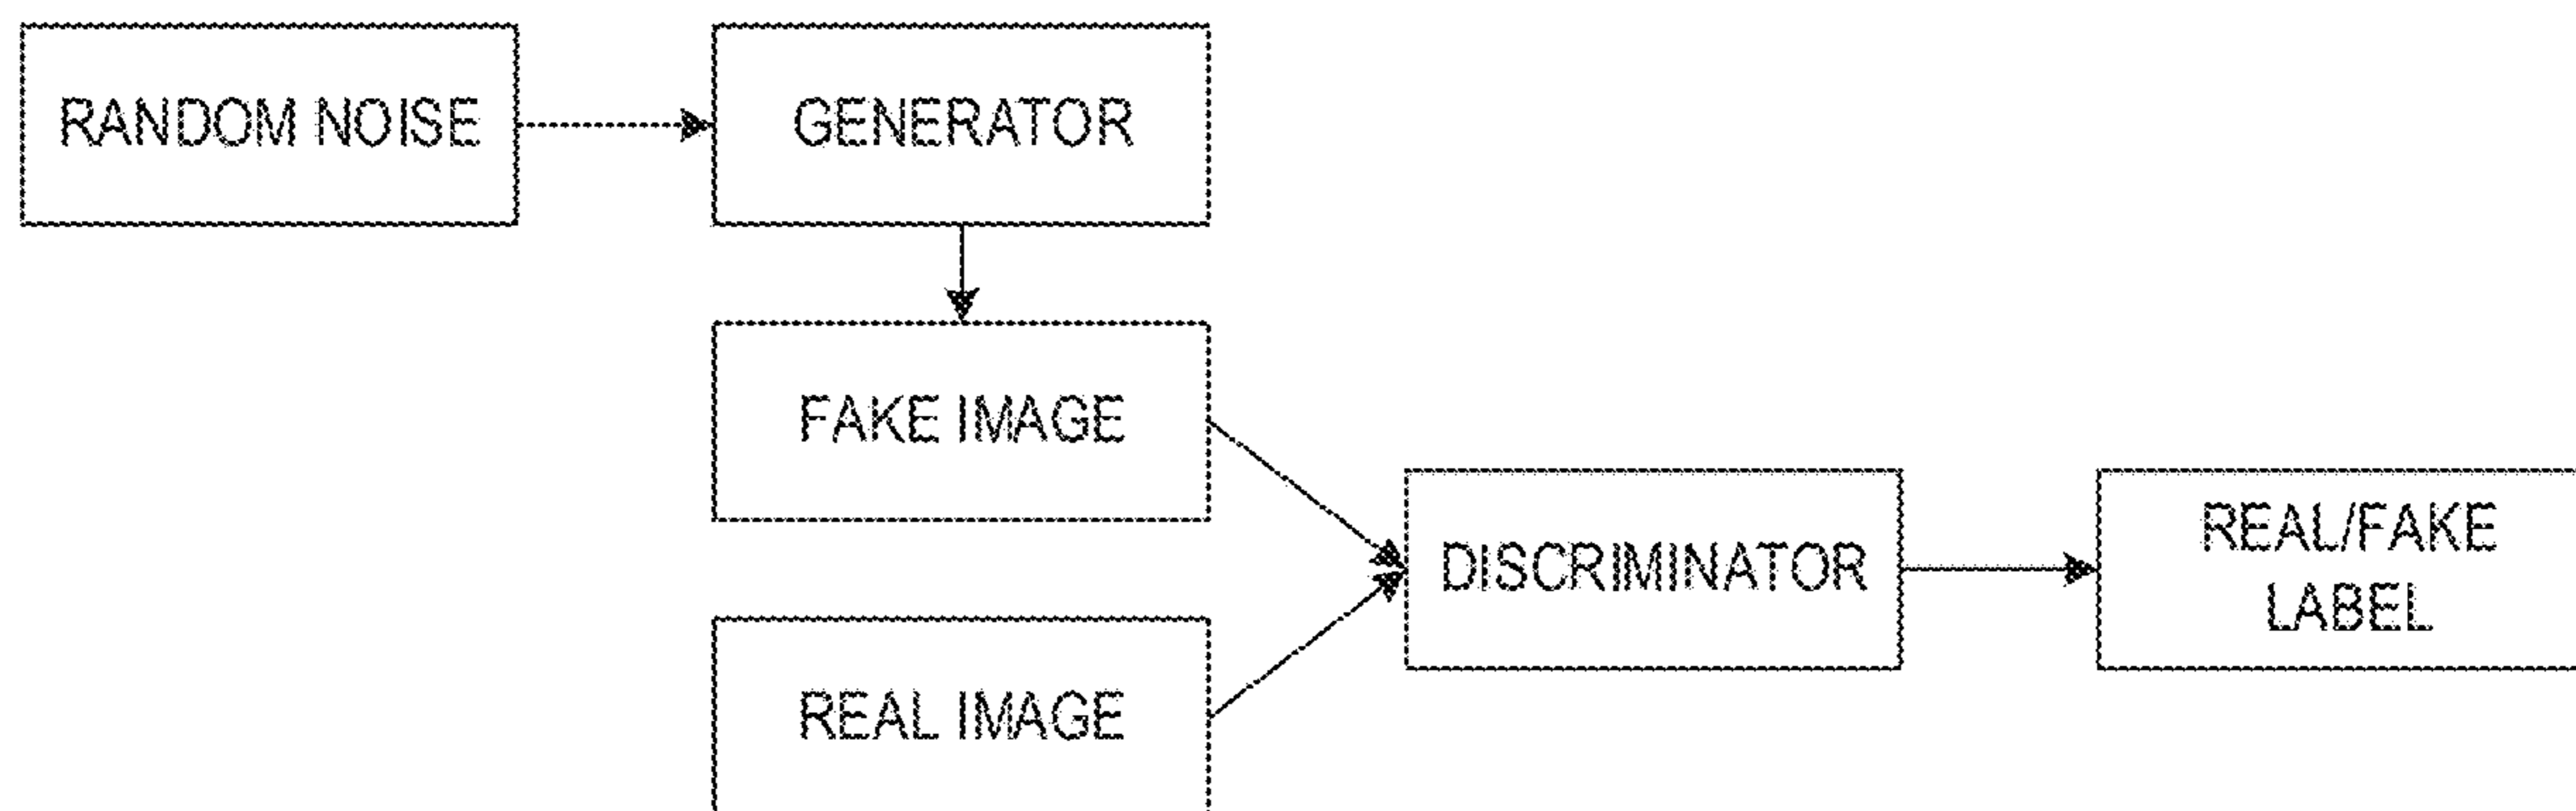 RANDOM NOISE
GENERATOR
FAKE IMAGE
REAL IMAGE
DISCRIMINATOR
REAL/FAKE
LABEL